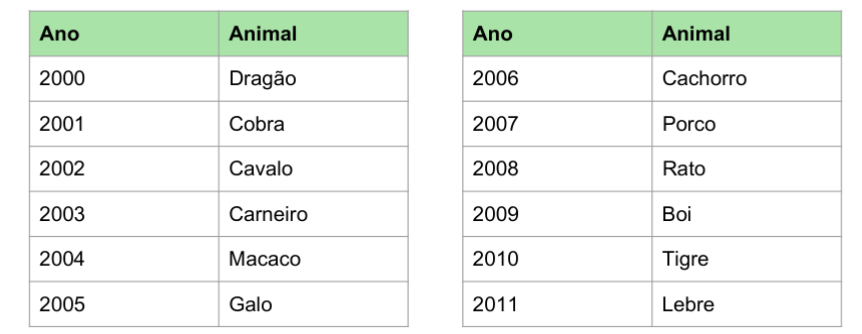 Ano Animal
2000 Dragão
2001 Cobra
2002 Cavalo
2003 Carneiro
2004 Macaco
2005 Galo
Ano Animal
2006 Cachorro
2007 Porco
2008 Rato
2009 Boi
2010 Tigre
2011 Lebre